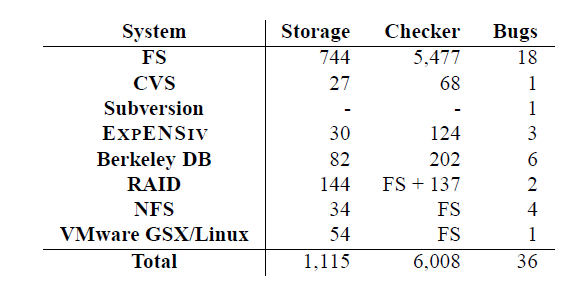 System Storage Checker Bugs
FS 744 5,477 18
CVS 27 68 1
Subversion - - 1
EXPENSIV 30 124 3
Berkeley DB 82 202 6
RAID 144 FS + 137 2
NFS 34 FS 4
VMware GSX/Linux 54 FS 1
Total 1,115 6,008 36